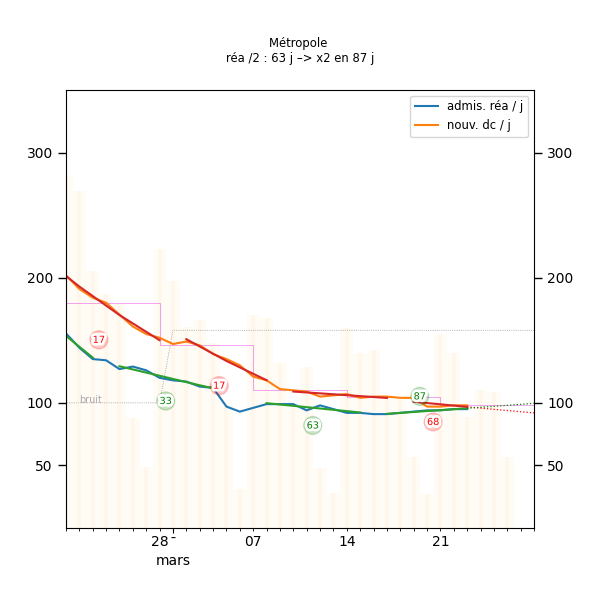 Métropole
réa /2 : 63 j –> x2 en 87 j
admis. réa / j
nouv. dc / j
300 300
200 200
17
17
bruit
100 33 87 100
63 68
50 50
28 - 07 14 21
mars